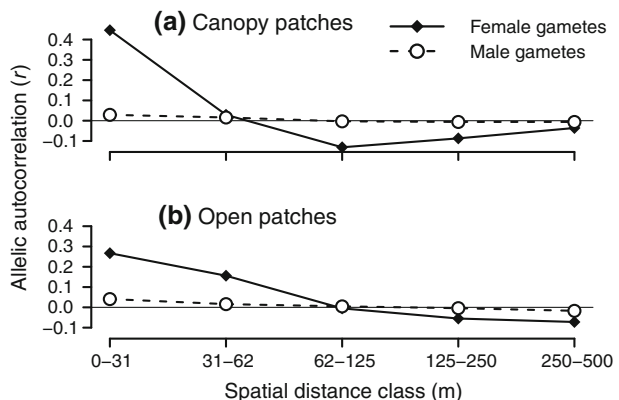 (a) Canopy patches
Female gametes
Male gametes
0.4
0.3
0.2
0.1
0.0
−0.1
(b) Open patches
0.4
0.3
0.2
0.1
0.0
−0.1
Allelic autocorrelation (r)
0–31 31–62 62–125 125–250 250–500
Spatial distance class (m)